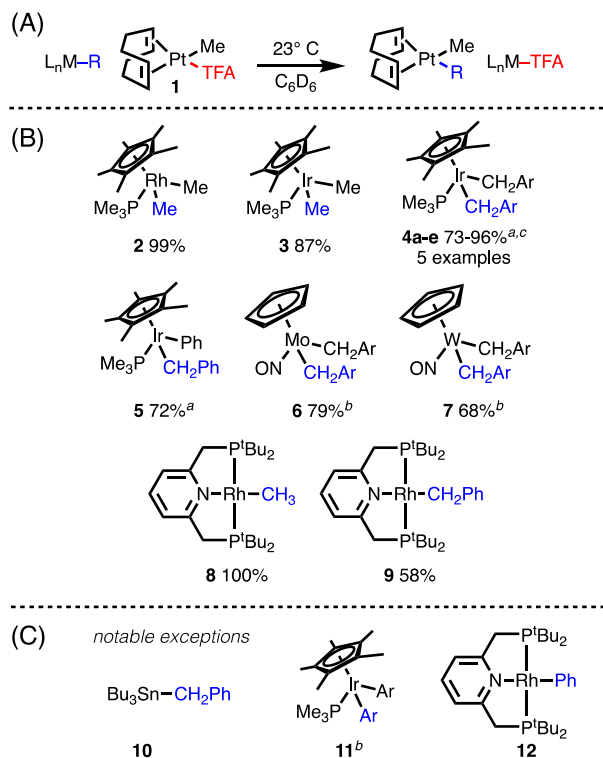 (A)
LₙM–R
Pt
Me
TFA
1
23° C
C₆D₆
Pt
Me
R
LₙM–TFA
(B)
Rh
Me
Me₃P
Me
2 99%
Ir
Me
Me₃P
Me
3 87%
Ir
CH₂Ar
Me₃P
CH₂Ar
4a-e 73-96%ᵃ,ᶜ
5 examples
Ir
Ph
Me₃P
CH₂Ph
5 72%ᵃ
Mo
CH₂Ar
ON
CH₂Ar
6 79%ᵇ
W
CH₂Ar
ON
CH₂Ar
7 68%ᵇ
PᵗBu₂
N
Rh
CH₃
PᵗBu₂
8 100%
PᵗBu₂
N
Rh
CH₂Ph
PᵗBu₂
9 58%
(C)
notable exceptions
Bu₃Sn
CH₂Ph
10
Ir
Ar
Me₃P
Ar
11ᵇ
PᵗBu₂
N
Rh
Ph
PᵗBu₂
12